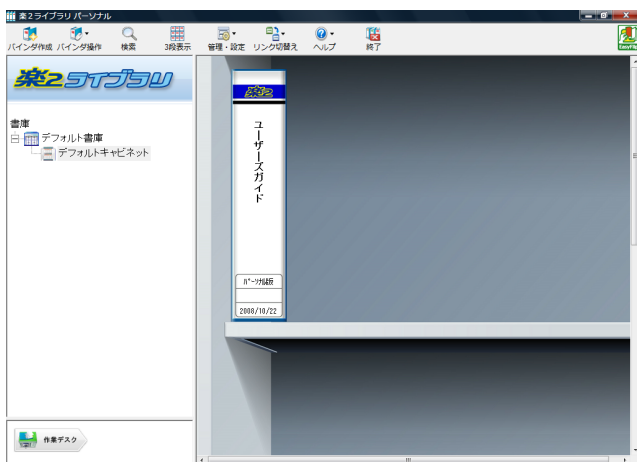 楽2ライブラリ パーソナル
バインダ作成 バインダ操作 検索 3段表示 管理・設定 リンク切替え ヘルプ 終了
EasyFile
楽2ライブラリ
書庫
デフォルト書庫
デフォルトキャビネット
楽2
ユーザーズガイド
パーソナル版
2008/10/22
作業デスク